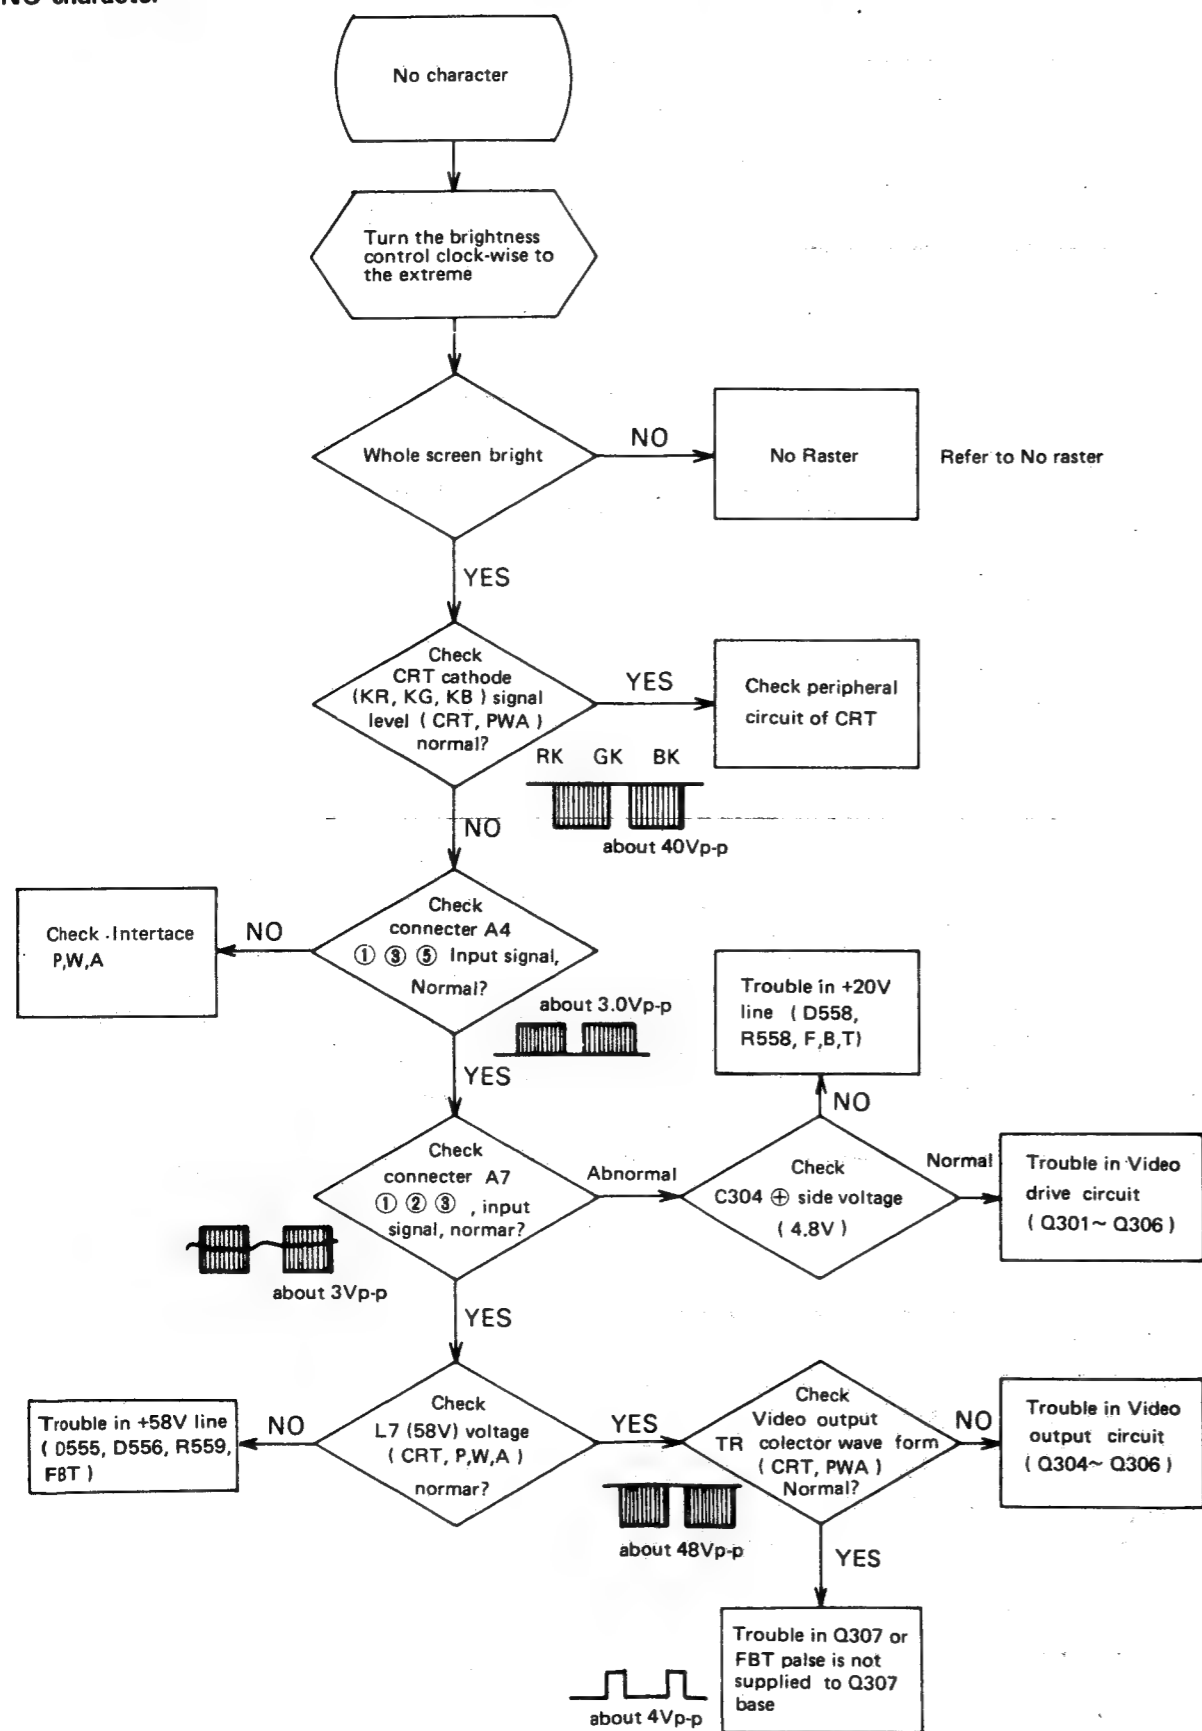 NO character
No character
Turn the brightness
control clock-wise to
the extreme
Whole screen bright
NO
No Raster
Refer to No raster
YES
Check
CRT cathode
(KR, KG, KB) signal
level (CRT, PWA)
normal?
YES
Check peripheral
circuit of CRT
RK GK BK
about 40Vp-p
NO
Check
connecter A4
① ③ ⑤ Input signal,
Normal?
NO
Check Intertace
P,W,A
about 3.0Vp-p
YES
Trouble in +20V
line (D558,
R558, F,B,T)
NO
Check
connecter A7
① ② ③ , input
signal, normar?
Abnormal
Check
C304 ⊕ side voltage
(4.8V)
Normal
Trouble in Video
drive circuit
(Q301~ Q306)
about 3Vp-p
YES
Check
L7 (58V) voltage
(CRT, P,W,A)
normar?
NO
Trouble in +58V line
(D555, D556, R559,
FBT)
YES
Check
Video output
TR colector wave form
(CRT, PWA)
Normal?
NO
Trouble in Video
output circuit
(Q304~ Q306)
about 48Vp-p
YES
Trouble in Q307 or
FBT palse is not
supplied to Q307
base
about 4Vp-p